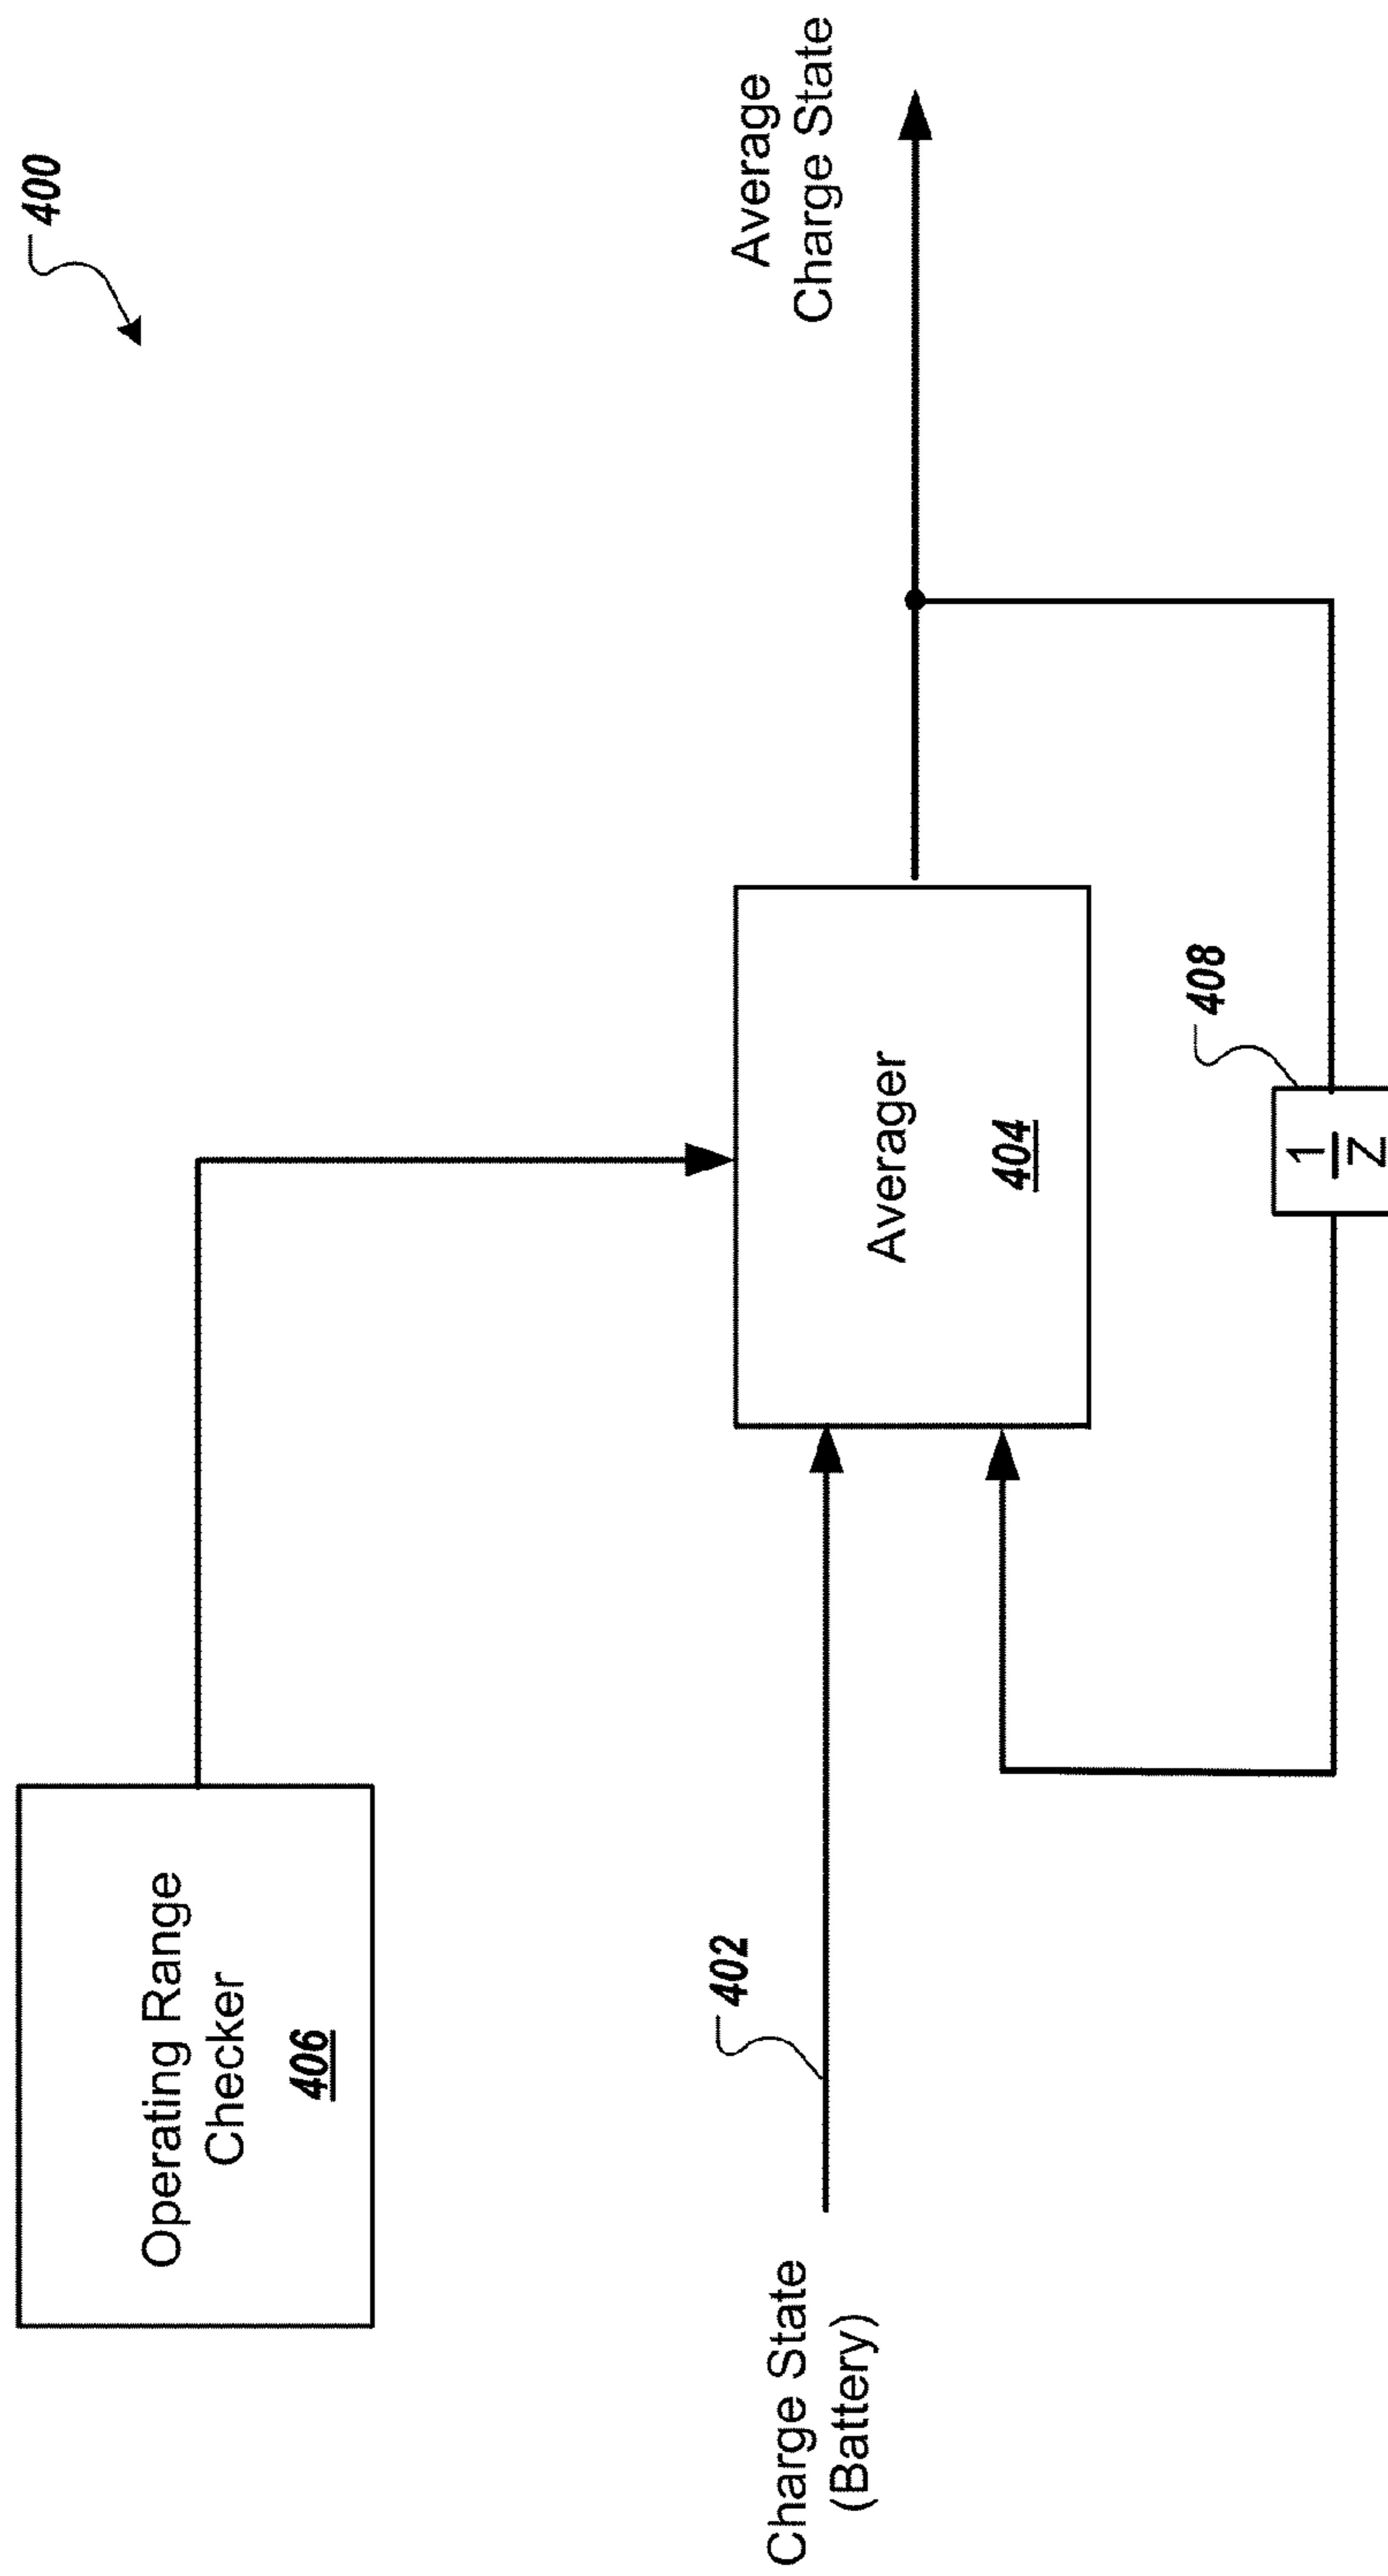 400
Operating Range
Checker
406
Average
Charge State
402
Charge State
(Battery)
Averager
404
408
1
Z